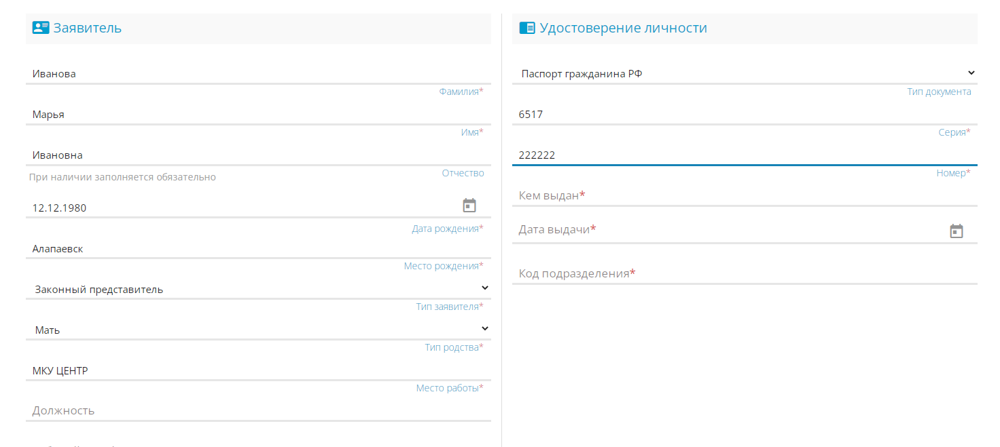 Заявитель
Иванова
Фамилия*
Марья
Имя*
Ивановна
При наличии заполняется обязательно
Отчество
12.12.1980
Дата рождения*
Алапаевск
Место рождения*
Законный представитель
Тип заявителя*
Мать
Тип родства*
МКУ ЦЕНТР
Место работы*
Должность
Удостоверение личности
Паспорт гражданина РФ
Тип документа
6517
Серия*
222222
Номер*
Кем выдан*
Дата выдачи*
Код подразделения*